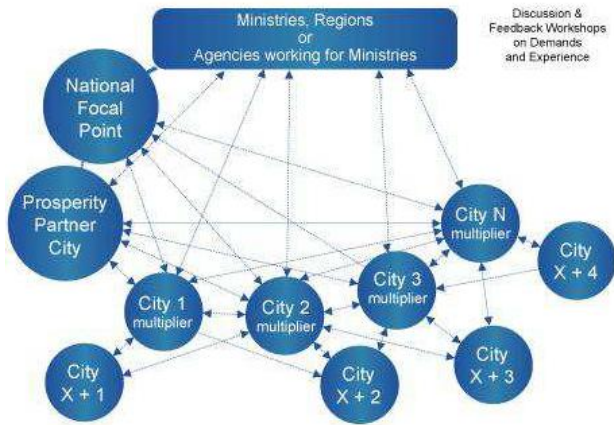 Ministries, Regions
or
Agencies working for Ministries
Discussion &
Feedback Workshops
on Demands
and Experience
National
Focal
Point
Prosperity
Partner
City
City N
multiplier
City
X + 4
City 3
multiplier
City 1
multiplier
City 2
multiplier
City
X + 3
City
X + 1
City
X + 2